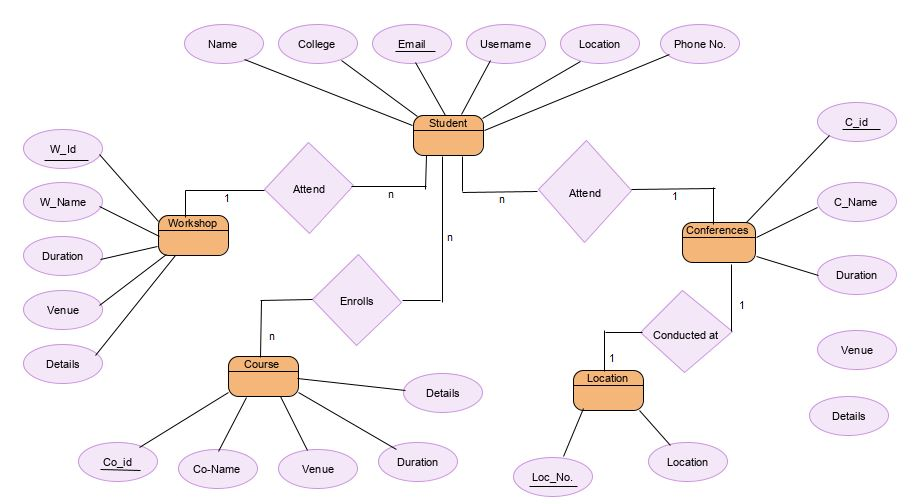 Name
College
Email
Username
Location
Phone No.
Student
C_id
W_Id
Attend
Attend
W_Name
1
n
n
1
C_Name
Workshop
Conferences
n
Duration
Duration
Venue
Enrolls
1
Conducted at
n
1
Venue
Details
Course
Location
Details
Details
Co_id
Co-Name
Venue
Duration
Loc_No.
Location